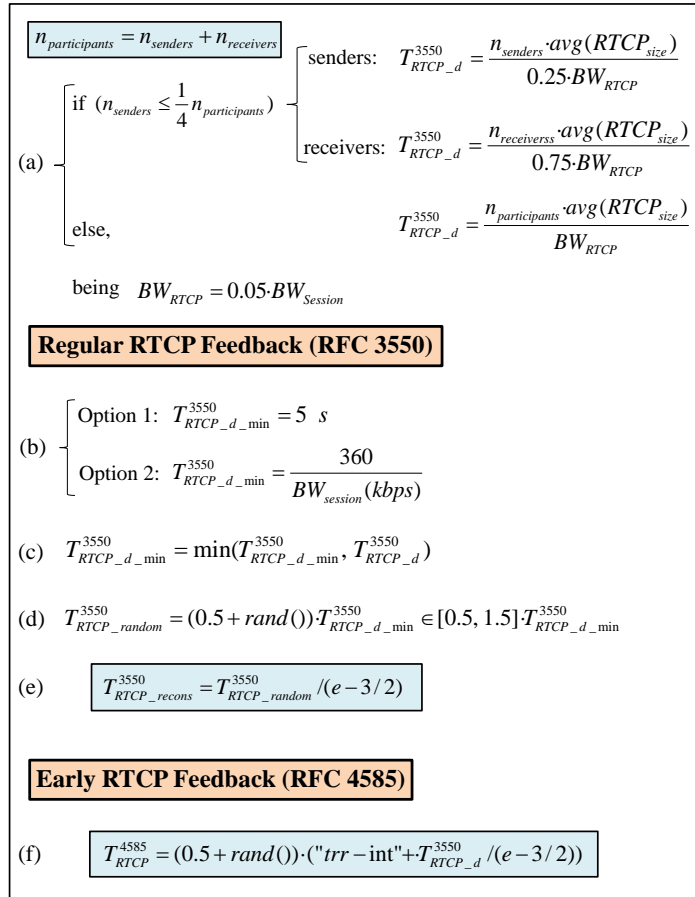 n_participants = n_senders + n_receivers
senders: T^3550_RTCP_d = n_senders·avg(RTCP_size) / 0.25·BW_RTCP
if (n_senders ≤ 1/4 n_participants)
receivers: T^3550_RTCP_d = n_receiverss·avg(RTCP_size) / 0.75·BW_RTCP
(a)
else, T^3550_RTCP_d = n_participants·avg(RTCP_size) / BW_RTCP
being BW_RTCP = 0.05·BW_Session
Regular RTCP Feedback (RFC 3550)
(b)
Option 1: T^3550_RTCP_d_min = 5 s
Option 2: T^3550_RTCP_d_min = 360 / BW_session(kbps)
(c) T^3550_RTCP_d_min = min(T^3550_RTCP_d_min, T^3550_RTCP_d)
(d) T^3550_RTCP_random = (0.5 + rand())·T^3550_RTCP_d_min ∈ [0.5, 1.5]·T^3550_RTCP_d_min
(e) T^3550_RTCP_recons = T^3550_RTCP_random /(e − 3/2)
Early RTCP Feedback (RFC 4585)
(f) T^4585_RTCP = (0.5 + rand())·("trr − int" +·T^3550_RTCP_d /(e − 3/2))